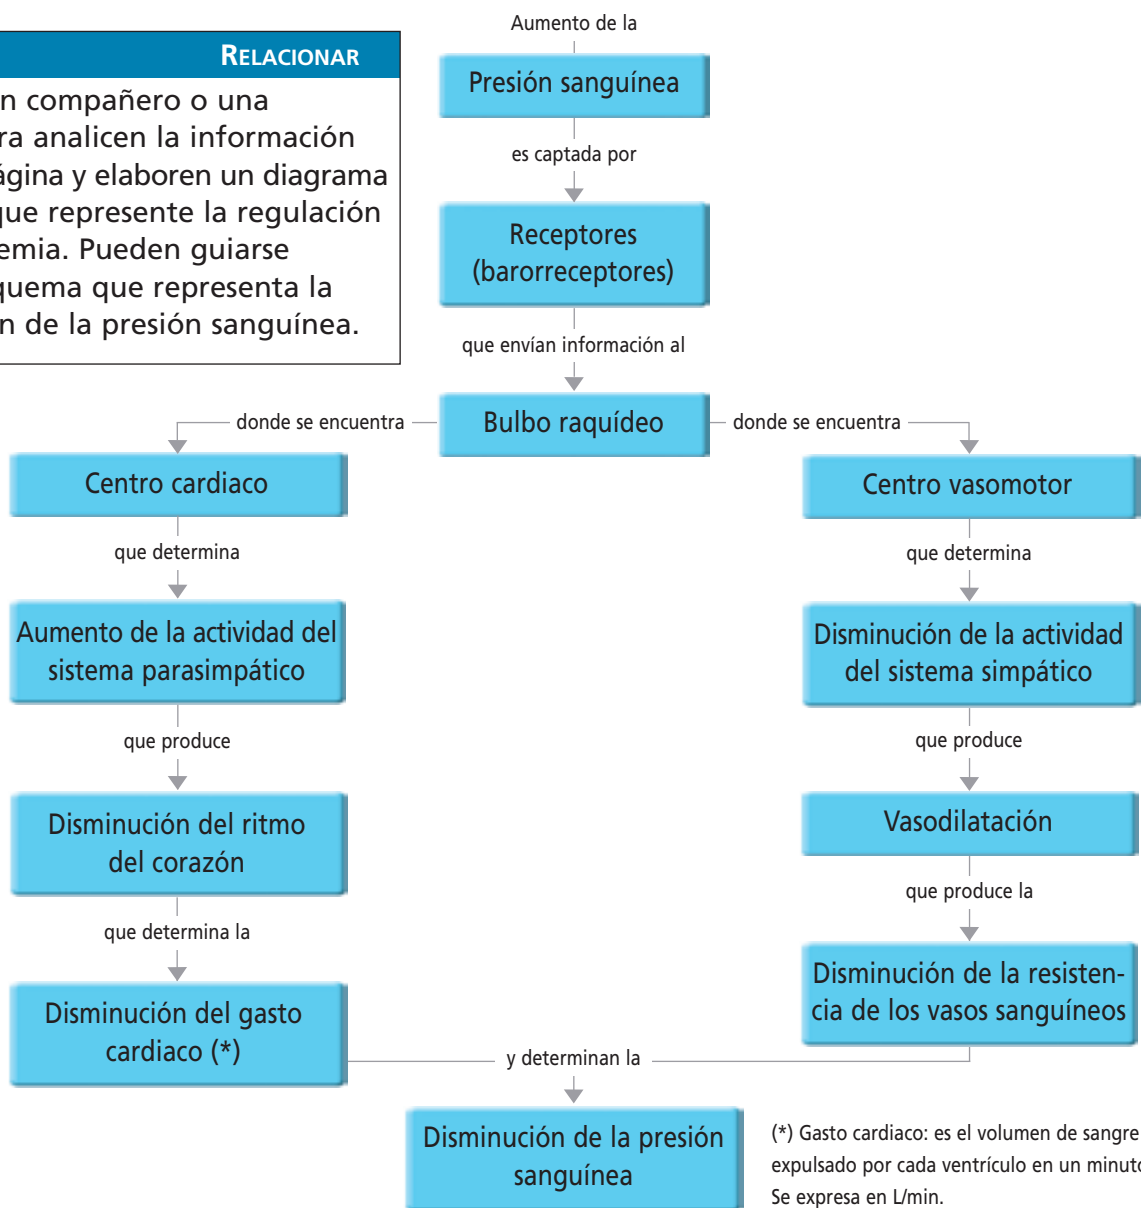 RELACIONAR
n compañero o una
ra analicen la información
ágina y elaboren un diagrama
que represente la regulación
emia. Pueden guiarse
quema que representa la
n de la presión sanguínea.
Aumento de la
Presión sanguínea
es captada por
Receptores
(barorreceptores)
que envían información al
Bulbo raquídeo
donde se encuentra
donde se encuentra
Centro cardiaco
que determina
Aumento de la actividad del
sistema parasimpático
que produce
Disminución del ritmo
del corazón
que determina la
Disminución del gasto
cardiaco (*)
Centro vasomotor
que determina
Disminución de la actividad
del sistema simpático
que produce
Vasodilatación
que produce la
Disminución de la resisten-
cia de los vasos sanguíneos
y determinan la
Disminución de la presión
sanguínea
(*) Gasto cardiaco: es el volumen de sangre
expulsado por cada ventrículo en un minuto
Se expresa en L/min.